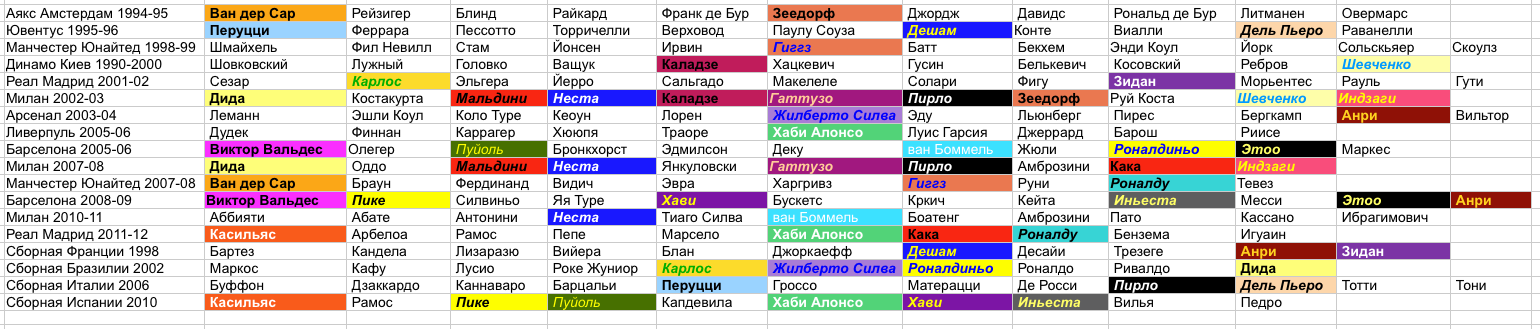 Аякс Амстердам 1994-95 Ван дер Сар Рейзигер Блинд Райкард Франк де Бур Зеедорф Джордж Давидс Рональд де Бур Литманен Овермарс
Ювентус 1995-96 Перуцци Феррара Пессотто Торричелли Верховод Паулу Соуза Дешам Конте Виалли Дель Пьеро Раванелли
Манчестер Юнайтед 1998-99 Шмайхель Фил Невилл Стам Йонсен Ирвин Гиггз Батт Бекхем Энди Коул Йорк Сольскьяер Скоулз
Динамо Киев 1990-2000 Шовковский Лужный Головко Ващук Каладзе Хацкевич Гусин Белькевич Косовский Ребров Шевченко
Реал Мадрид 2001-02 Сезар Карлос Эльгера Йерро Сальгадо Макелеле Солари Фигу Зидан Морьентес Рауль Гути
Милан 2002-03 Дида Костакурта Мальдини Неста Каладзе Гаттузо Пирло Зеедорф Руй Коста Шевченко Индзаги
Арсенал 2003-04 Леманн Эшли Коул Коло Туре Кеоун Лорен Жилберто Силва Эду Льюнберг Пирес Бергкамп Анри Вильтор
Ливерпуль 2005-06 Дудек Финнан Каррагер Хююпя Траоре Хаби Алонсо Луис Гарсия Джеррард Барош Риисе
Барселона 2005-06 Виктор Вальдес Олегер Пуйоль Бронкхорст Эдмилсон Деку ван Боммель Жюли Роналдиньо Этоо Маркес
Милан 2007-08 Дида Оддо Мальдини Неста Янкуловски Гаттузо Пирло Амброзини Кака Индзаги
Манчестер Юнайтед 2007-08 Ван дер Сар Браун Фердинанд Видич Эвра Харгривз Гиггз Руни Роналду Тевез
Барселона 2008-09 Виктор Вальдес Пике Силвиньо Яя Туре Хави Бускетс Кркич Кейта Иньеста Месси Этоо Анри
Милан 2010-11 Аббияти Абате Антонини Неста Тиаго Силва ван Боммель Боатенг Амброзини Пато Кассано Ибрагимович
Реал Мадрид 2011-12 Касильяс Арбелоа Рамос Пепе Марсело Хаби Алонсо Кака Роналду Бензема Игуаин
Сборная Франции 1998 Бартез Кандела Лизаразю Вийера Блан Джоркаефф Дешам Десайи Трезеге Анри Зидан
Сборная Бразилии 2002 Маркос Кафу Лусио Роке Жуниор Карлос Жилберто Силва Роналдиньо Роналдо Ривалдо Дида
Сборная Италии 2006 Буффон Дзаккардо Каннаваро Барцальи Перуцци Гроссо Матерацци Де Росси Пирло Дель Пьеро Тотти Тони
Сборная Испании 2010 Касильяс Рамос Пике Пуйоль Капдевила Хаби Алонсо Хави Иньеста Вилья Педро